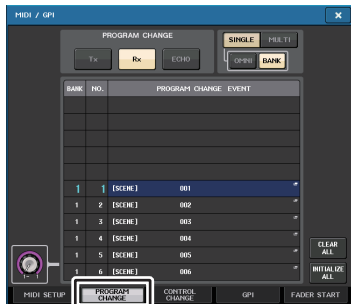 MIDI / GPI
PROGRAM CHANGE
Tx Rx ECHO
SINGLE MULTI
OMNI BANK
BANK NO. PROGRAM CHANGE EVENT
1 1 [SCENE] 001
1 2 [SCENE] 002
1 3 [SCENE] 003
1 4 [SCENE] 004
1 5 [SCENE] 005
1 6 [SCENE] 006
CLEAR ALL
INITIALIZE ALL
MIDI SETUP PROGRAM CHANGE CONTROL CHANGE GPI FADER START